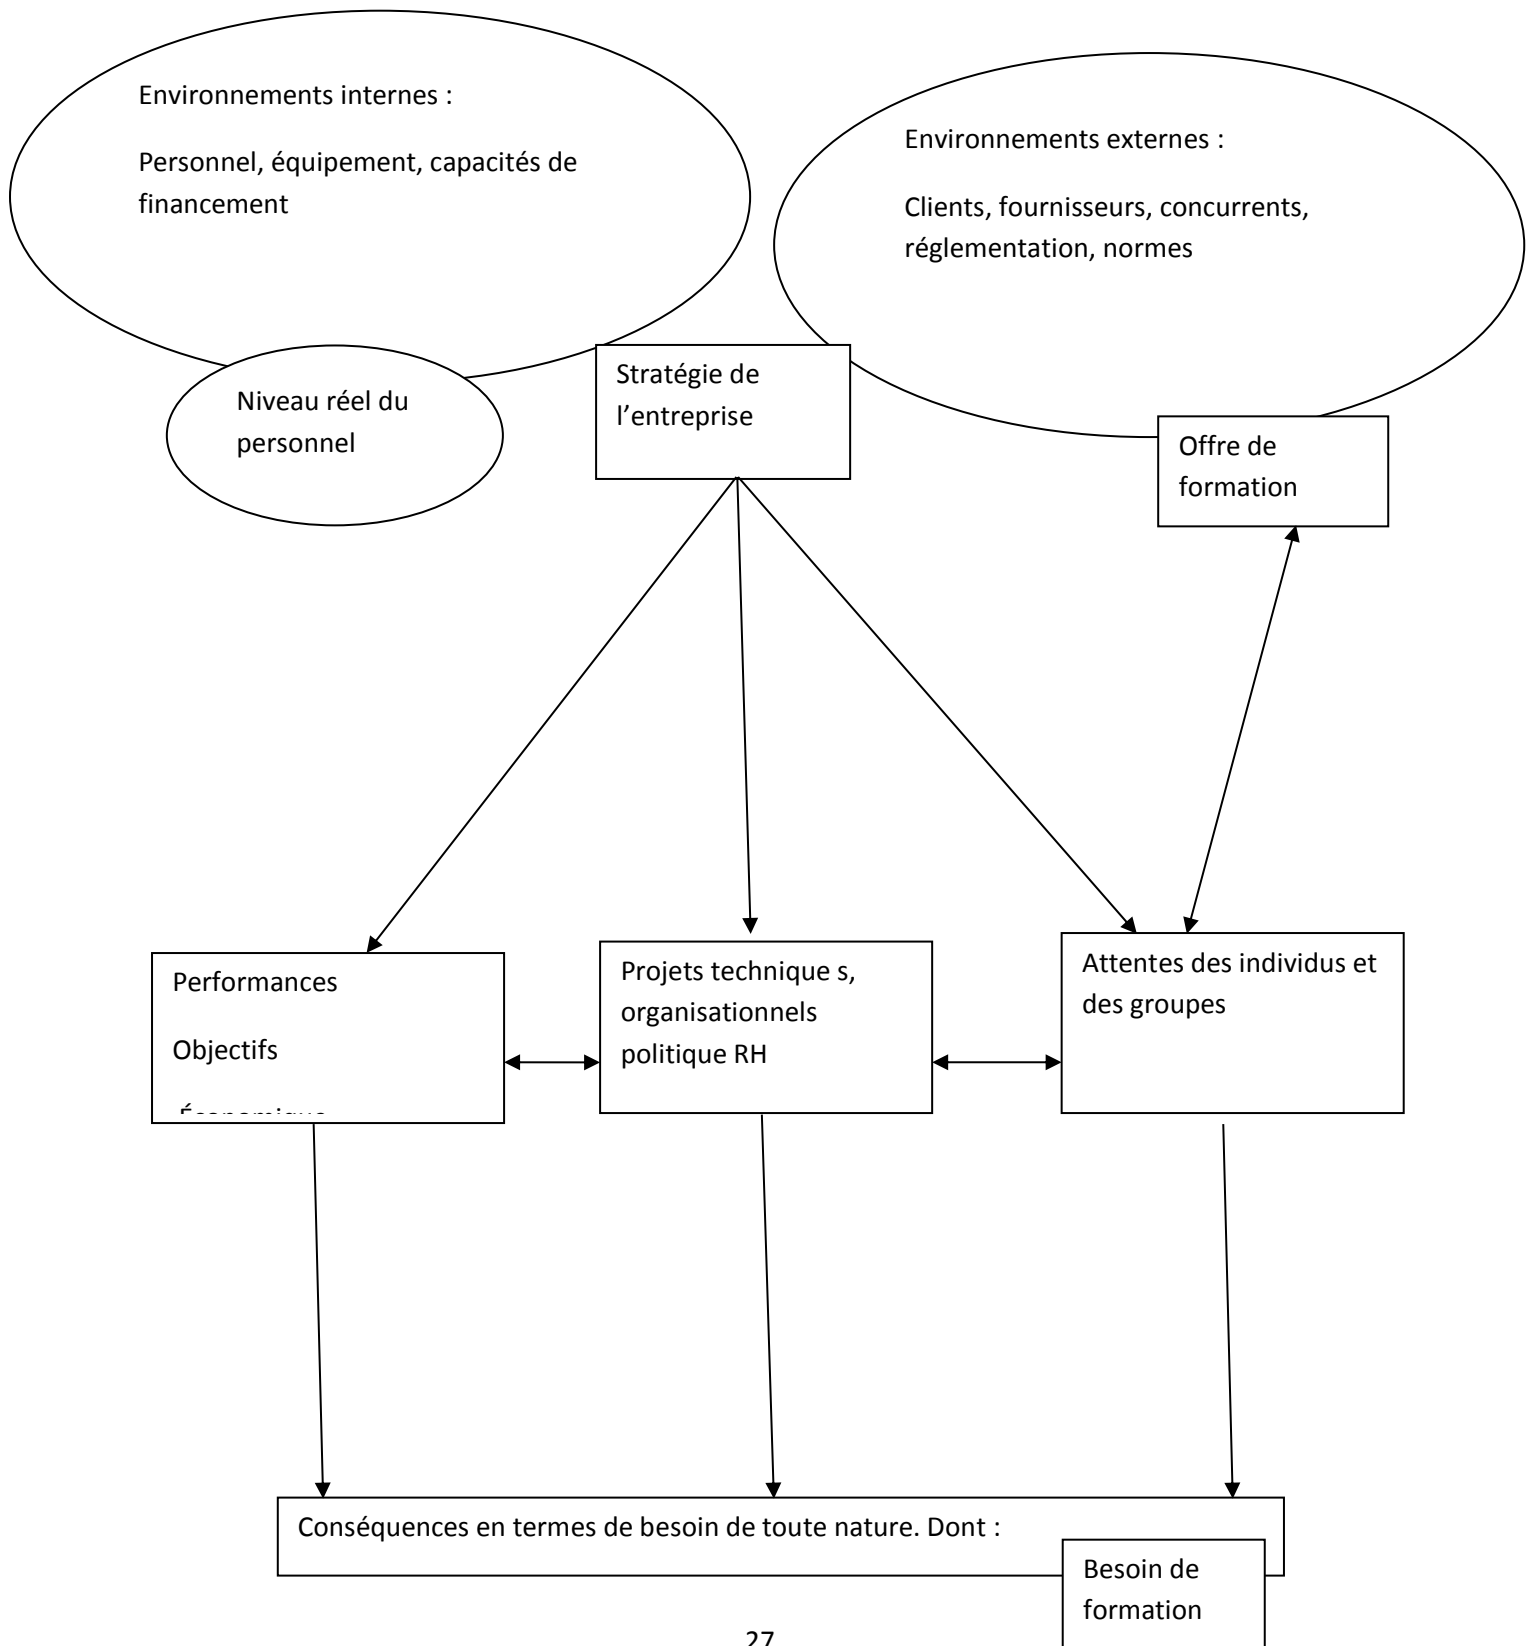 Environnements internes :
Personnel, équipement, capacités de
financement
Environnements externes :
Clients, fournisseurs, concurrents,
réglementation, normes
Niveau réel du
personnel
Stratégie de
l’entreprise
Offre de
formation
Performances
Objectifs
Projets technique s,
organisationnels
politique RH
Attentes des individus et
des groupes
Conséquences en termes de besoin de toute nature. Dont :
Besoin de
formation
27